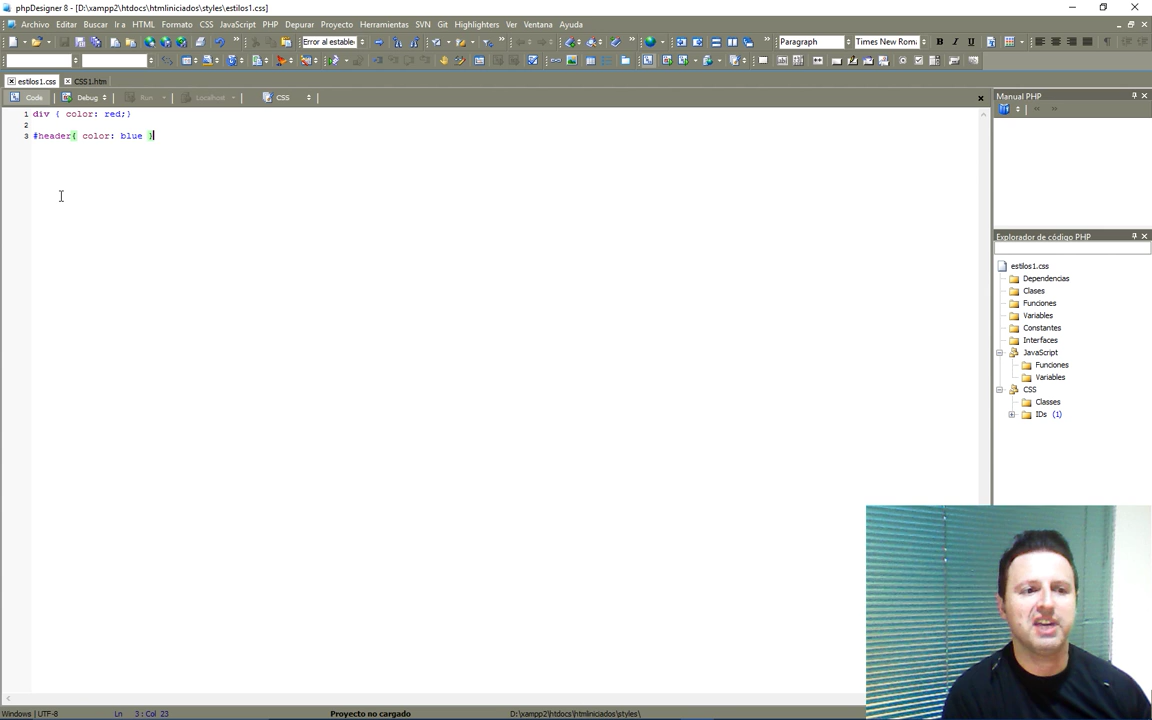 phpDesigner 8 - [D:\xampp2\htdocs\htmliniciados\styles\estilos1.css]
Archivo Editar Buscar Ir a HTML Formato CSS JavaScript PHP Depurar Proyecto Herramientas SVN Git Highlighters Ver Ventana Ayuda
Error al estable Paragraph Times New Rom B I U
estilos1.css CSS1.htm
Code Debug Run Localhost CSS
Manual PHP
1 div { color: red;}
2
3 #header{ color: blue }
Explorador de código PHP
estilos1.css
Dependencias
Clases
Funciones
Variables
Constantes
Interfaces
JavaScript
Funciones
Variables
CSS
Classes
IDs (1)
Windows | UTF-8 Ln 3 : Col 23 Proyecto no cargado D:\xampp2\htdocs\htmliniciados\styles\